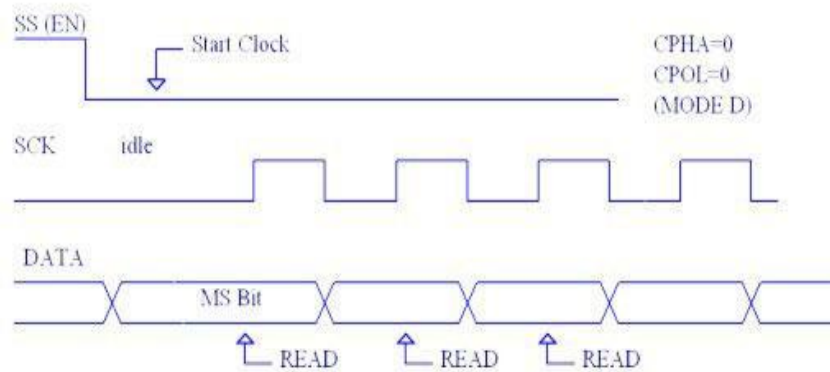 SS (EN)
Start Clock
CPHA=0
CPOL=0
(MODE D)
SCK idle
DATA
MS Bit
READ READ READ